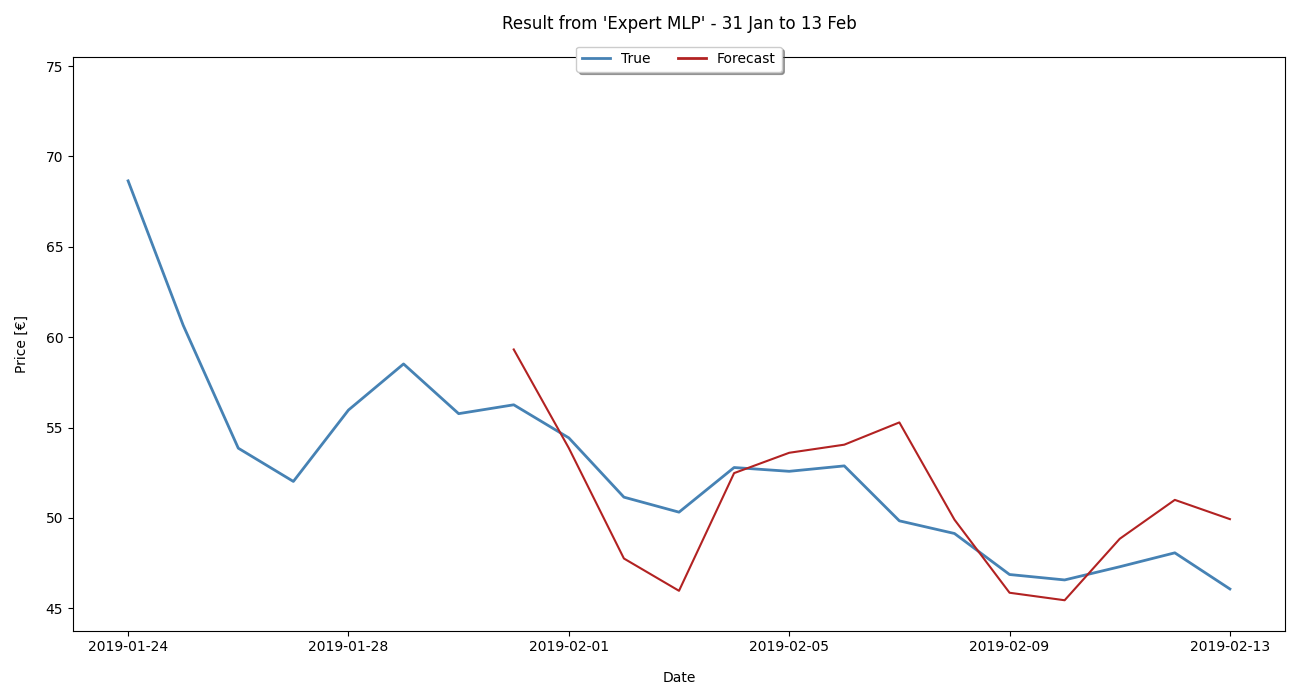 Result from 'Expert MLP' - 31 Jan to 13 Feb
True Forecast
75
70
65
60
55
50
45
Price [€]
2019-01-24 2019-01-28 2019-02-01 2019-02-05 2019-02-09 2019-02-13
Date